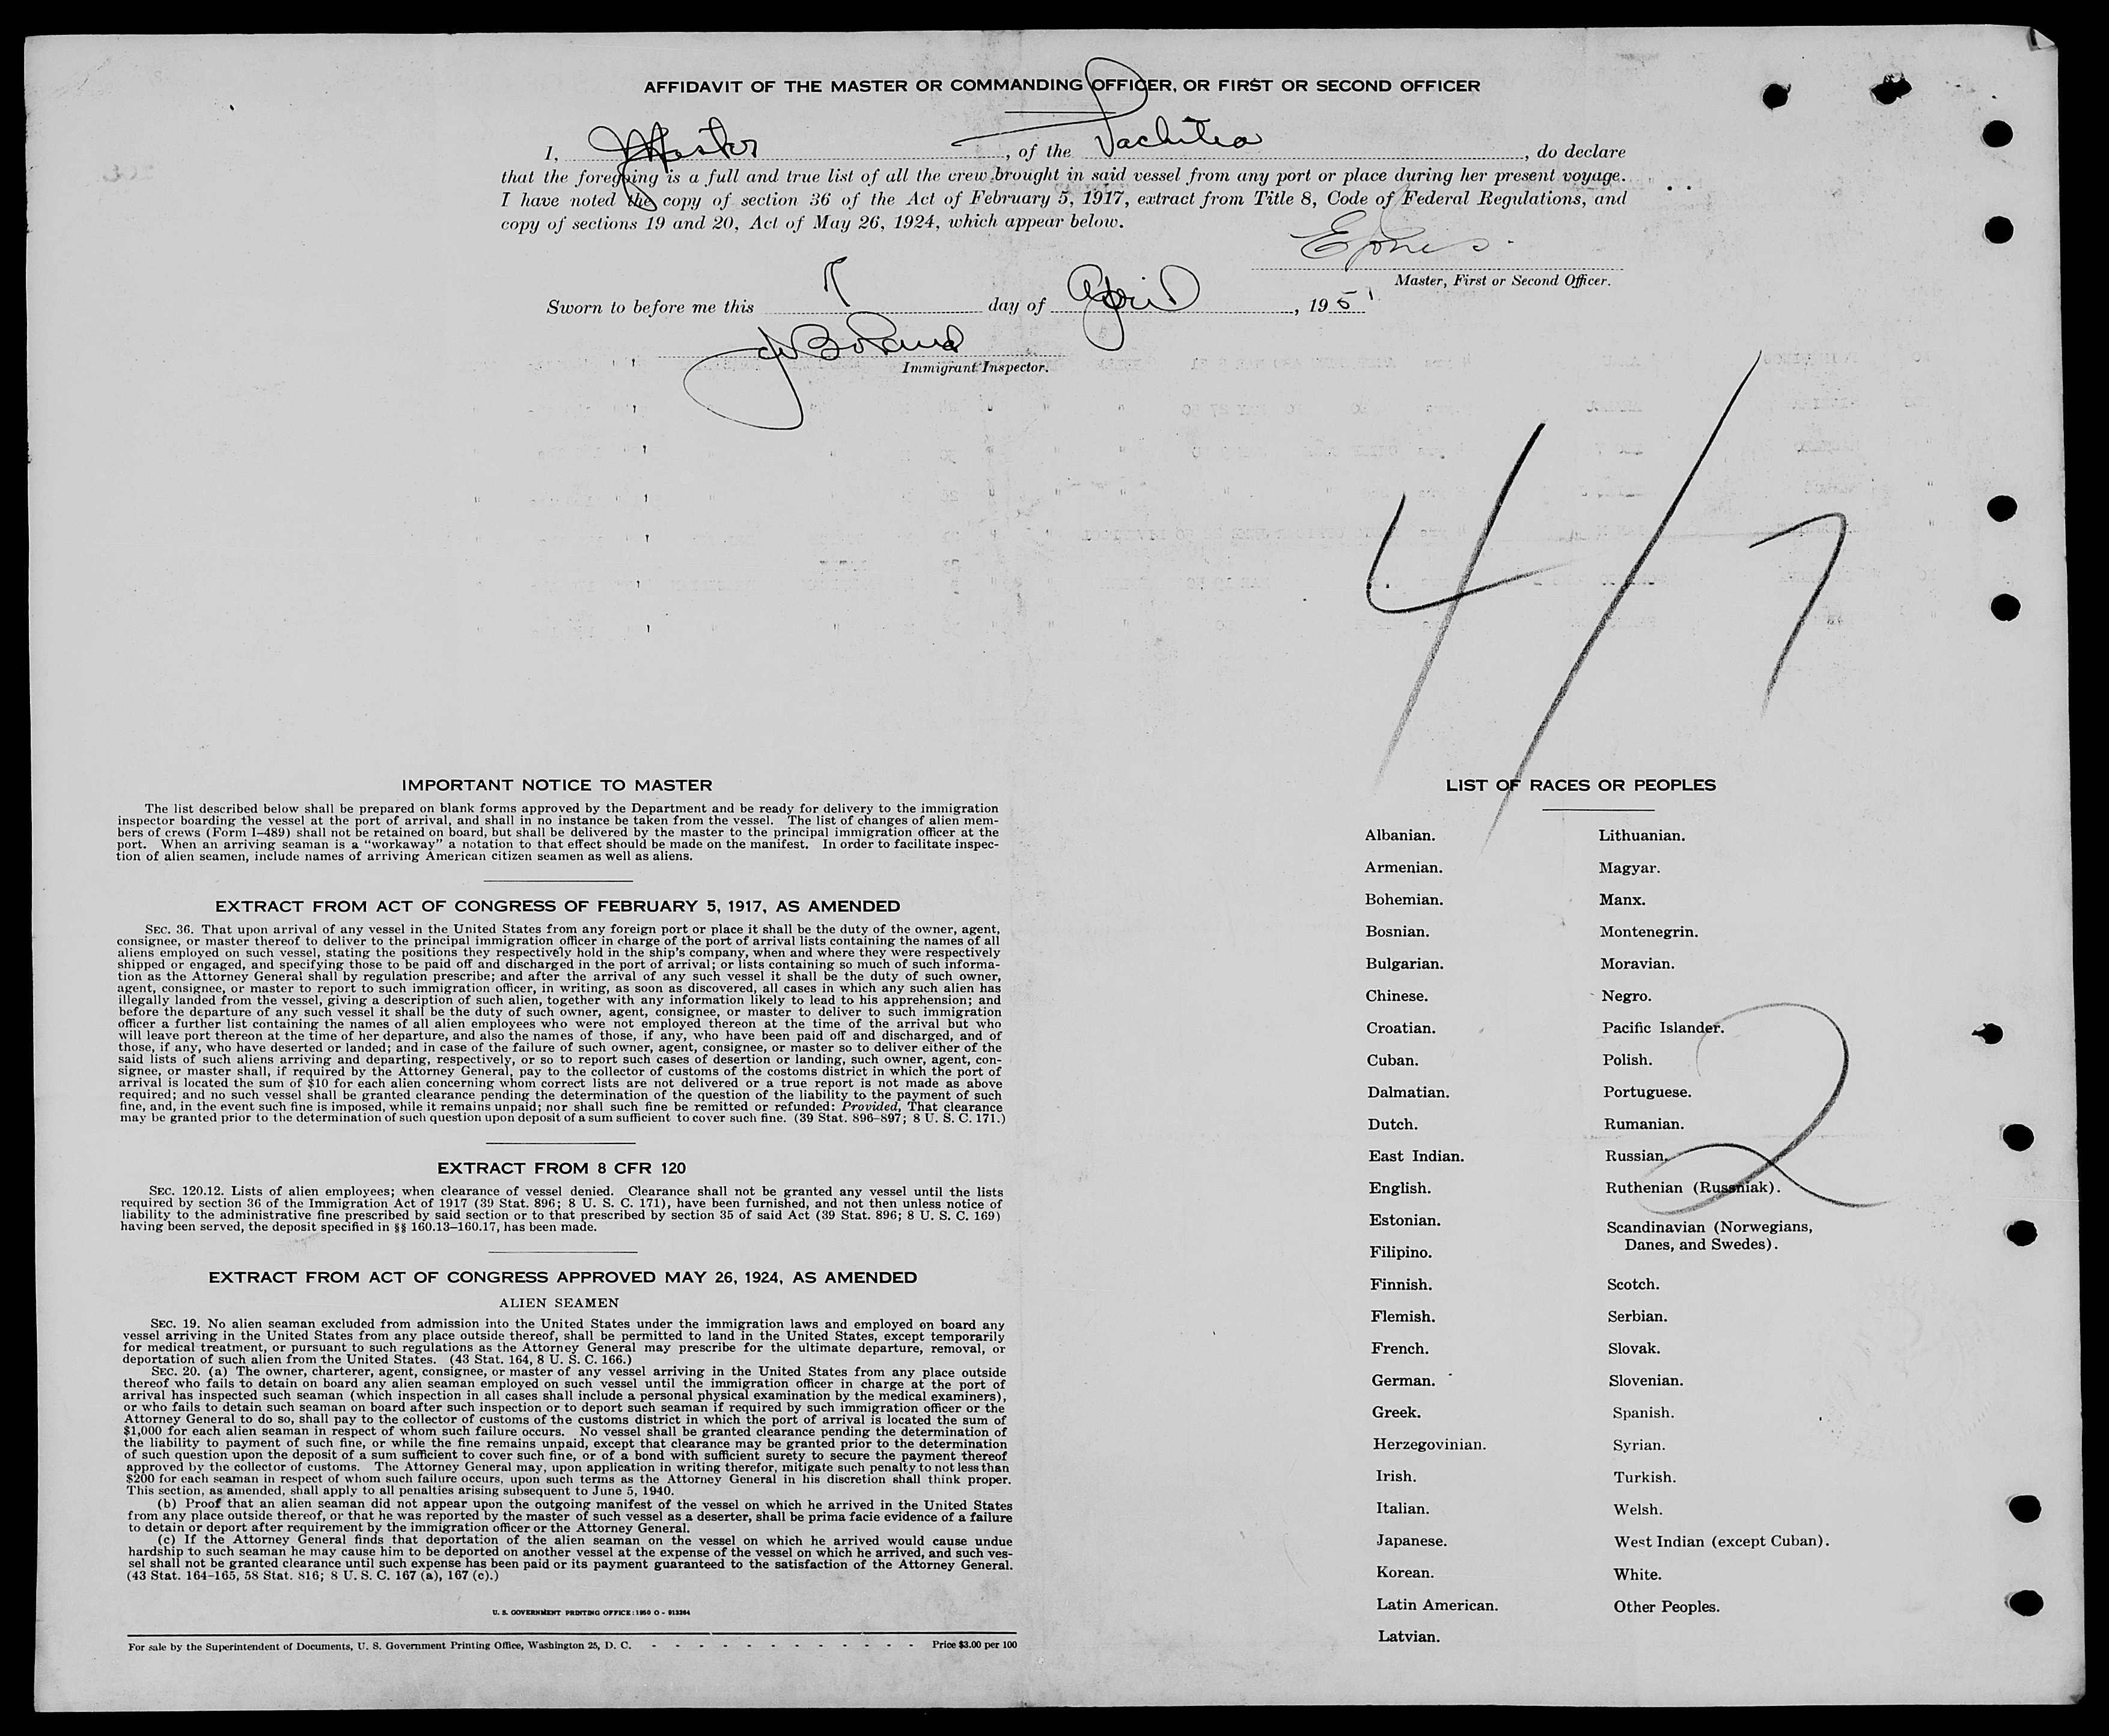 AFFIDAVIT OF THE MASTER OR COMMANDING OFFICER, OR FIRST OR SECOND OFFICER
I, Master, of the Pachitea, do declare
that the foregoing is a full and true list of all the crew brought in said vessel from any port or place during her present voyage.
I have noted the copy of section 36 of the Act of February 5, 1917, extract from Title 8, Code of Federal Regulations, and
copy of sections 19 and 20, Act of May 26, 1924, which appear below.
Master, First or Second Officer.
Sworn to before me this 7 day of April, 1951
Immigrant Inspector.
4/7
2
IMPORTANT NOTICE TO MASTER
The list described below shall be prepared on blank forms approved by the Department and be ready for delivery to the immigration
inspector boarding the vessel at the port of arrival, and shall in no instance be taken from the vessel. The list of changes of alien mem-
bers of crews (Form I-489) shall not be retained on board, but shall be delivered by the master to the principal immigration officer at the
port. When an arriving seaman is a "workaway" a notation to that effect should be made on the manifest. In order to facilitate inspec-
tion of alien seamen, include names of arriving American citizen seamen as well as aliens.
EXTRACT FROM ACT OF CONGRESS OF FEBRUARY 5, 1917, AS AMENDED
SEC. 36. That upon arrival of any vessel in the United States from any foreign port or place it shall be the duty of the owner, agent,
consignee, or master thereof to deliver to the principal immigration officer in charge of the port of arrival lists containing the names of all
aliens employed on such vessel, stating the positions they respectively hold in the ship's company, when and where they were respectively
shipped or engaged, and specifying those to be paid off and discharged in the port of arrival; or lists containing so much of such informa-
tion as the Attorney General shall by regulation prescribe; and after the arrival of any such vessel it shall be the duty of such owner,
agent, consignee, or master to report to such immigration officer, in writing, as soon as discovered, all cases in which any such alien has
illegally landed from the vessel, giving a description of such alien, together with any information likely to lead to his apprehension; and
before the departure of any such vessel it shall be the duty of such owner, agent, consignee, or master to deliver to such immigration
officer a further list containing the names of all alien employees who were not employed thereon at the time of the arrival but who
will leave port thereon at the time of her departure, and also the names of those, if any, who have been paid off and discharged, and of
those, if any, who have deserted or landed; and in case of the failure of such owner, agent, consignee, or master so to deliver either of the
said lists of such aliens arriving and departing, respectively, or so to report such cases of desertion or landing, such owner, agent, con-
signee, or master shall, if required by the Attorney General, pay to the collector of customs of the costoms district in which the port of
arrival is located the sum of $10 for each alien concerning whom correct lists are not delivered or a true report is not made as above
required; and no such vessel shall be granted clearance pending the determination of the question of the liability to the payment of such
fine, and, in the event such fine is imposed, while it remains unpaid; nor shall such fine be remitted or refunded: Provided, That clearance
may be granted prior to the determination of such question upon deposit of a sum sufficient to cover such fine. (39 Stat. 896-897; 8 U. S. C. 171.)
EXTRACT FROM 8 CFR 120
SEC. 120.12. Lists of alien employees; when clearance of vessel denied. Clearance shall not be granted any vessel until the lists
required by section 36 of the Immigration Act of 1917 (39 Stat. 896; 8 U. S. C. 171), have been furnished, and not then unless notice of
liability to the administrative fine prescribed by said section or to that prescribed by section 35 of said Act (39 Stat. 896; 8 U. S. C. 169)
having been served, the deposit specified in §§ 160.13-160.17, has been made.
EXTRACT FROM ACT OF CONGRESS APPROVED MAY 26, 1924, AS AMENDED
ALIEN SEAMEN
SEC. 19. No alien seaman excluded from admission into the United States under the immigration laws and employed on board any
vessel arriving in the United States from any place outside thereof, shall be permitted to land in the United States, except temporarily
for medical treatment, or pursuant to such regulations as the Attorney General may prescribe for the ultimate departure, removal, or
deportation of such alien from the United States. (43 Stat. 164, 8 U. S. C. 166.)
SEC. 20. (a) The owner, charterer, agent, consignee, or master of any vessel arriving in the United States from any place outside
thereof who fails to detain on board any alien seaman employed on such vessel until the immigration officer in charge at the port of
arrival has inspected such seaman (which inspection in all cases shall include a personal physical examination by the medical examiners),
or who fails to detain such seaman on board after such inspection or to deport such seaman if required by such immigration officer or the
Attorney General to do so, shall pay to the collector of customs of the customs district in which the port of arrival is located the sum of
$1,000 for each alien seaman in respect of whom such failure occurs. No vessel shall be granted clearance pending the determination of
the liability to payment of such fine, or while the fine remains unpaid, except that clearance may be granted prior to the determination
of such question upon the deposit of a sum sufficient to cover such fine, or of a bond with sufficient surety to secure the payment thereof
approved by the collector of customs. The Attorney General may, upon application in writing therefor, mitigate such penalty to not less than
$200 for each seaman in respect of whom such failure occurs, upon such terms as the Attorney General in his discretion shall think proper.
This section, as amended, shall apply to all penalties arising subsequent to June 5, 1940.
(b) Proof that an alien seaman did not appear upon the outgoing manifest of the vessel on which he arrived in the United States
from any place outside thereof, or that he was reported by the master of such vessel as a deserter, shall be prima facie evidence of a failure
to detain or deport after requirement by the immigration officer or the Attorney General.
(c) If the Attorney General finds that deportation of the alien seaman on the vessel on which he arrived would cause undue
hardship to such seaman he may cause him to be deported on another vessel at the expense of the vessel on which he arrived, and such ves-
sel shall not be granted clearance until such expense has been paid or its payment guaranteed to the satisfaction of the Attorney General.
(43 Stat. 164-165, 58 Stat. 816; 8 U. S. C. 167 (a), 167 (c).)
U. S. GOVERNMENT PRINTING OFFICE: 1950 O - 913264
For sale by the Superintendent of Documents, U. S. Government Printing Office, Washington 25, D. C. - - - - - - - - - - - - Price $3.00 per 100
LIST OF RACES OR PEOPLES
Albanian.
Armenian.
Bohemian.
Bosnian.
Bulgarian.
Chinese.
Croatian.
Cuban.
Dalmatian.
Dutch.
East Indian.
English.
Estonian.
Filipino.
Finnish.
Flemish.
French.
German.
Greek.
Herzegovinian.
Irish.
Italian.
Japanese.
Korean.
Latin American.
Latvian.
Lithuanian.
Magyar.
Manx.
Montenegrin.
Moravian.
Negro.
Pacific Islander.
Polish.
Portuguese.
Rumanian.
Russian.
Ruthenian (Russniak).
Scandinavian (Norwegians,
Danes, and Swedes).
Scotch.
Serbian.
Slovak.
Slovenian.
Spanish.
Syrian.
Turkish.
Welsh.
West Indian (except Cuban).
White.
Other Peoples.